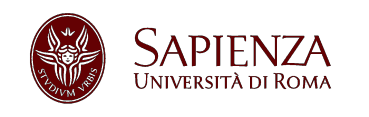 STVDIVM VRBIS
SAPIENZA
UNIVERSITÀ DI ROMA